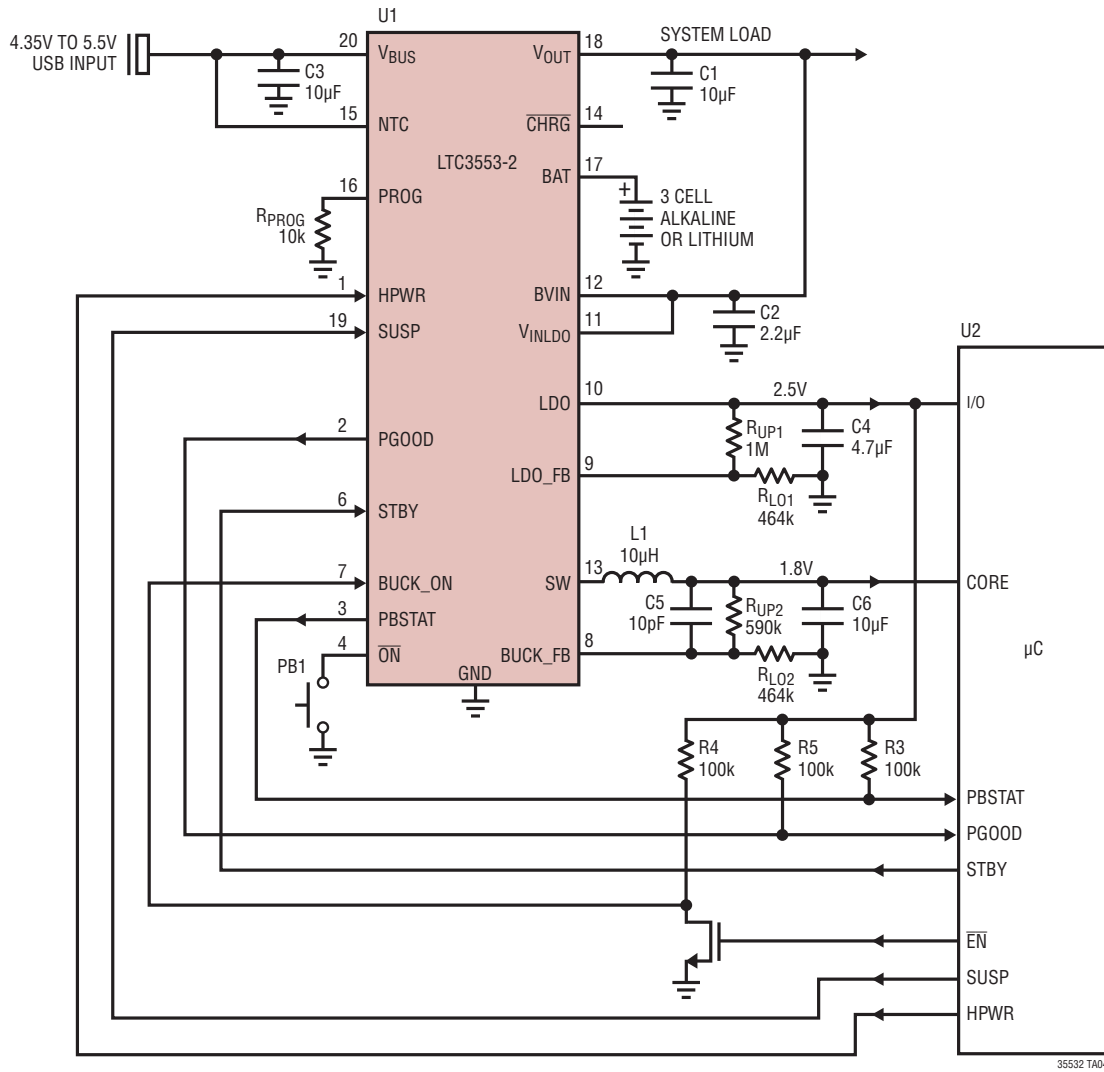 U1
4.35V TO 5.5V
USB INPUT
20
VBUS
C3
10µF
15
NTC
16
PROG
RPROG
10k
1
HPWR
19
SUSP
2
PGOOD
6
STBY
7
BUCK_ON
3
PBSTAT
4
ON
PB1
LTC3553-2
GND
VOUT
18
SYSTEM LOAD
C1
10µF
CHRG
14
BAT
17
+
3 CELL
ALKALINE
OR LITHIUM
BVIN
12
VINLDO
11
C2
2.2µF
LDO
10
2.5V
RUP1
1M
C4
4.7µF
LDO_FB
9
RLO1
464k
L1
10µH
SW
13
1.8V
C5
10pF
RUP2
590k
C6
10µF
BUCK_FB
8
RLO2
464k
R4
100k
R5
100k
R3
100k
U2
I/O
CORE
µC
PBSTAT
PGOOD
STBY
EN
SUSP
HPWR
35532 TA04